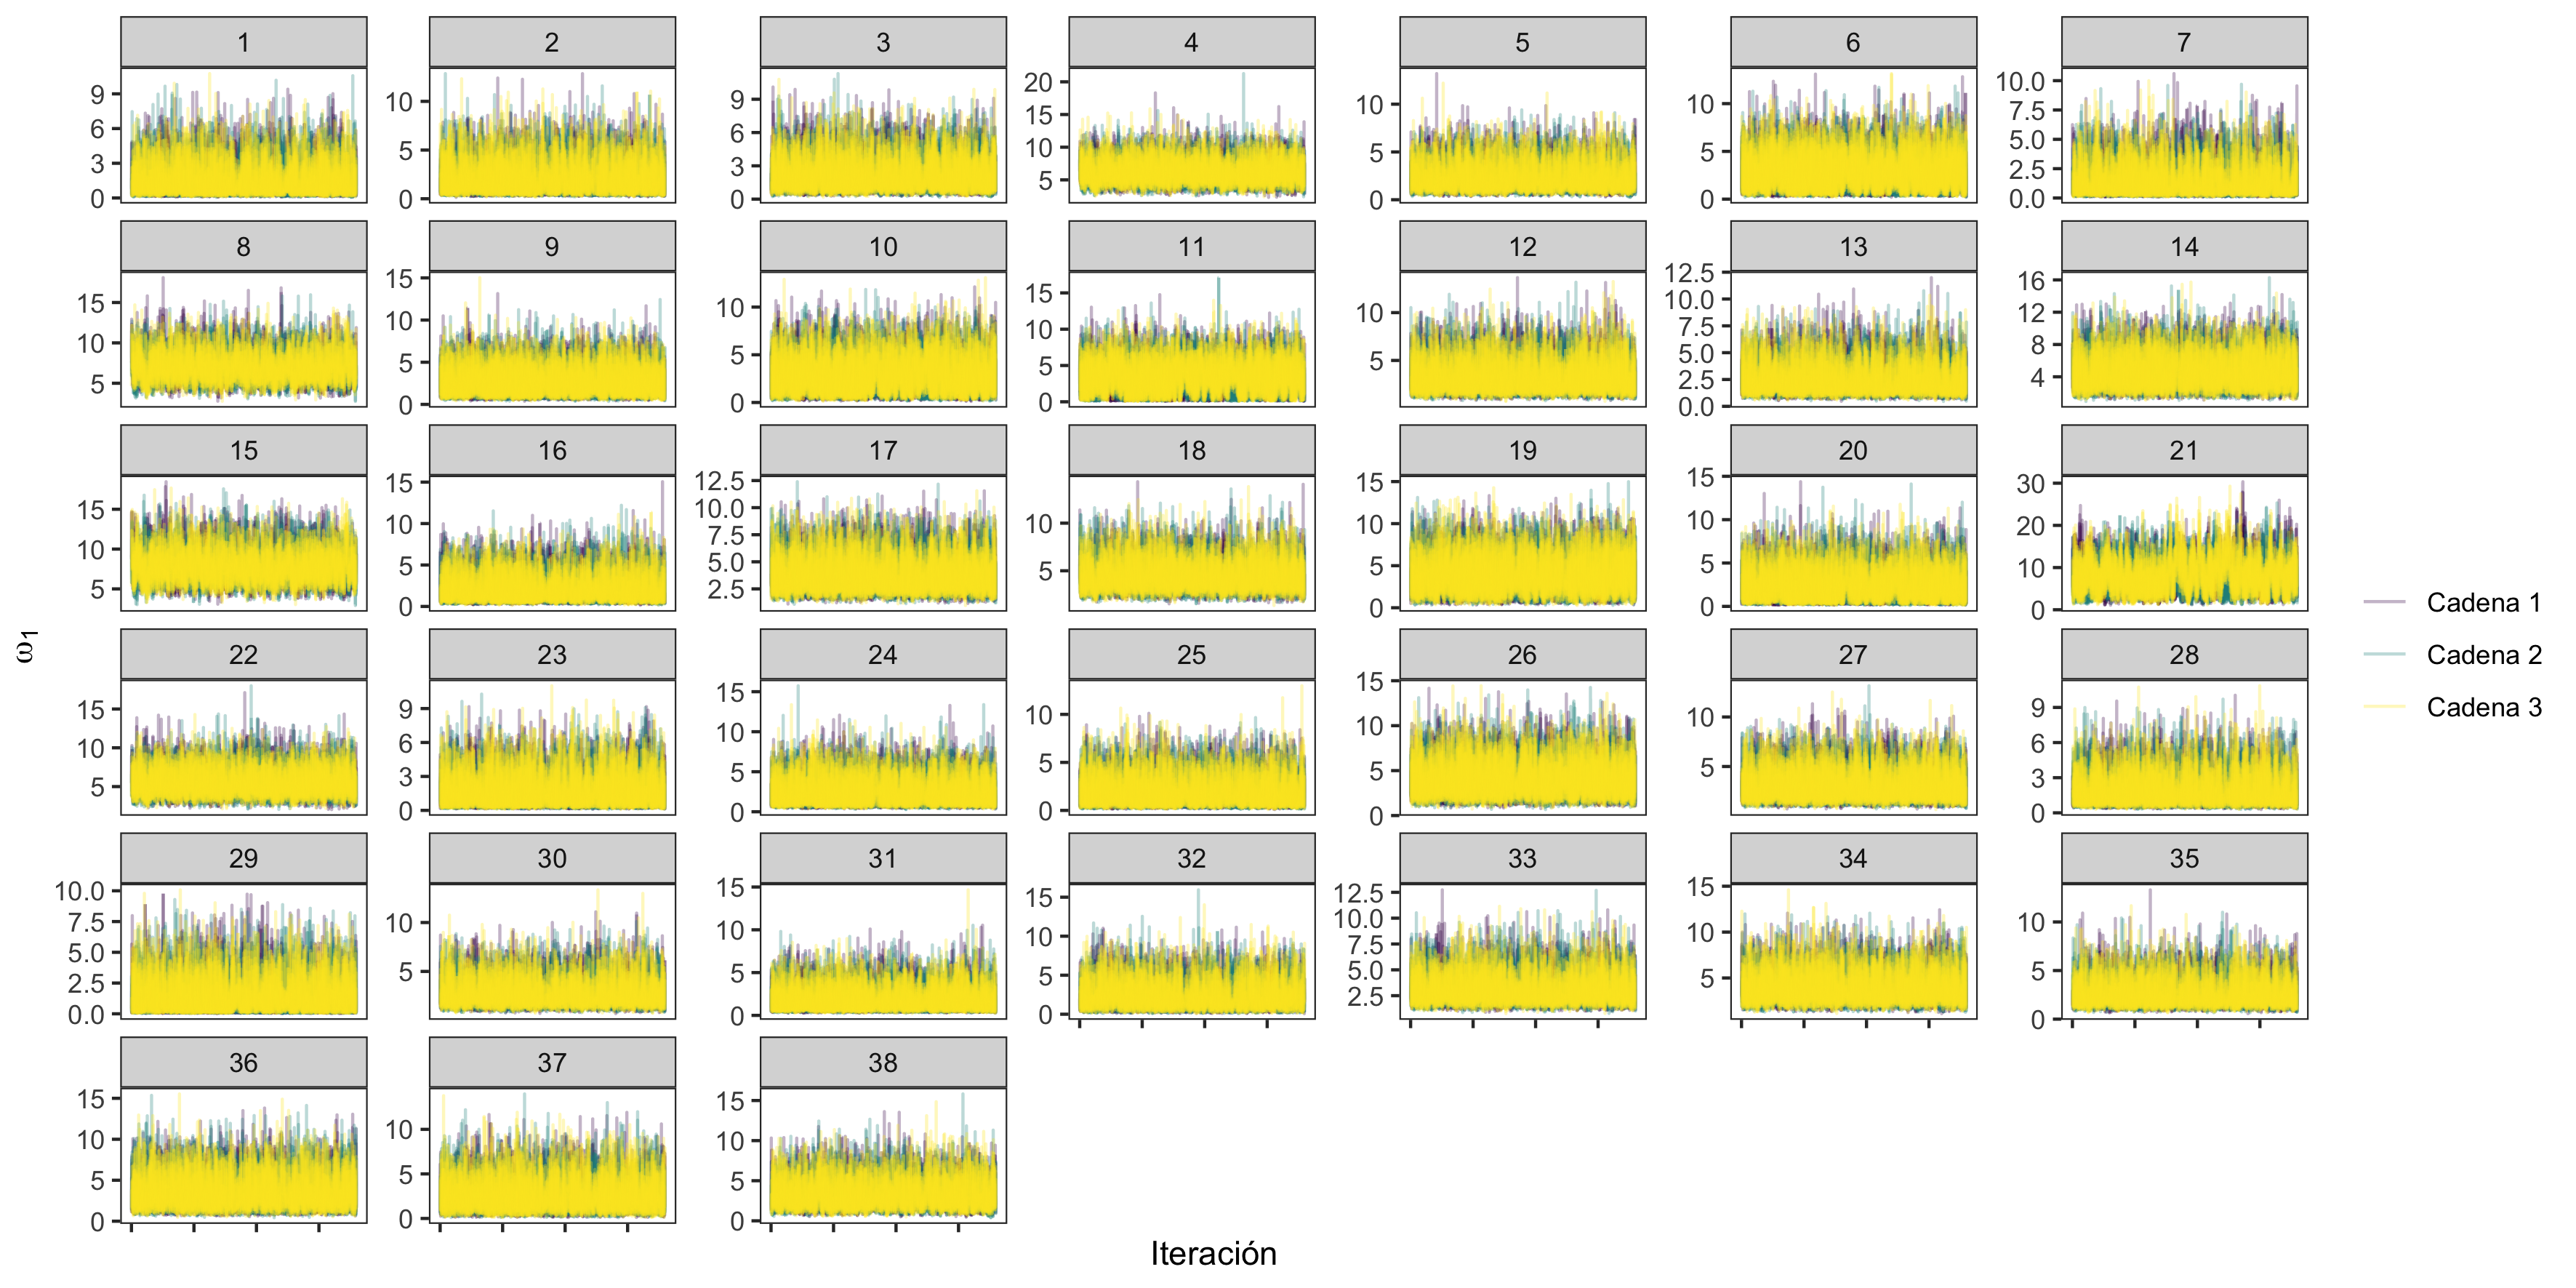 1 2 3 4 5 6 7
9 6 3 0
10 5 0
9 6 3 0
20 15 10 5
10 5 0
10 5 0
10.0 7.5 5.0 2.5 0.0
8 9 10 11 12 13 14
15 10 5
15 10 5 0
10 5 0
15 10 5 0
10 5
12.5 10.0 7.5 5.0 2.5 0.0
16 12 8 4
15 16 17 18 19 20 21
15 10 5
15 10 5 0
12.5 10.0 7.5 5.0 2.5
10 5
15 10 5 0
15 10 5 0
30 20 10 0
22 23 24 25 26 27 28
15 10 5
9 6 3 0
15 10 5 0
10 5 0
15 10 5 0
10 5
9 6 3 0
29 30 31 32 33 34 35
10.0 7.5 5.0 2.5 0.0
10 5
15 10 5 0
15 10 5 0
12.5 10.0 7.5 5.0 2.5
15 10 5
10 5 0
36 37 38
15 10 5 0
10 5 0
15 10 5 0
ω1
Iteración
Cadena 1
Cadena 2
Cadena 3